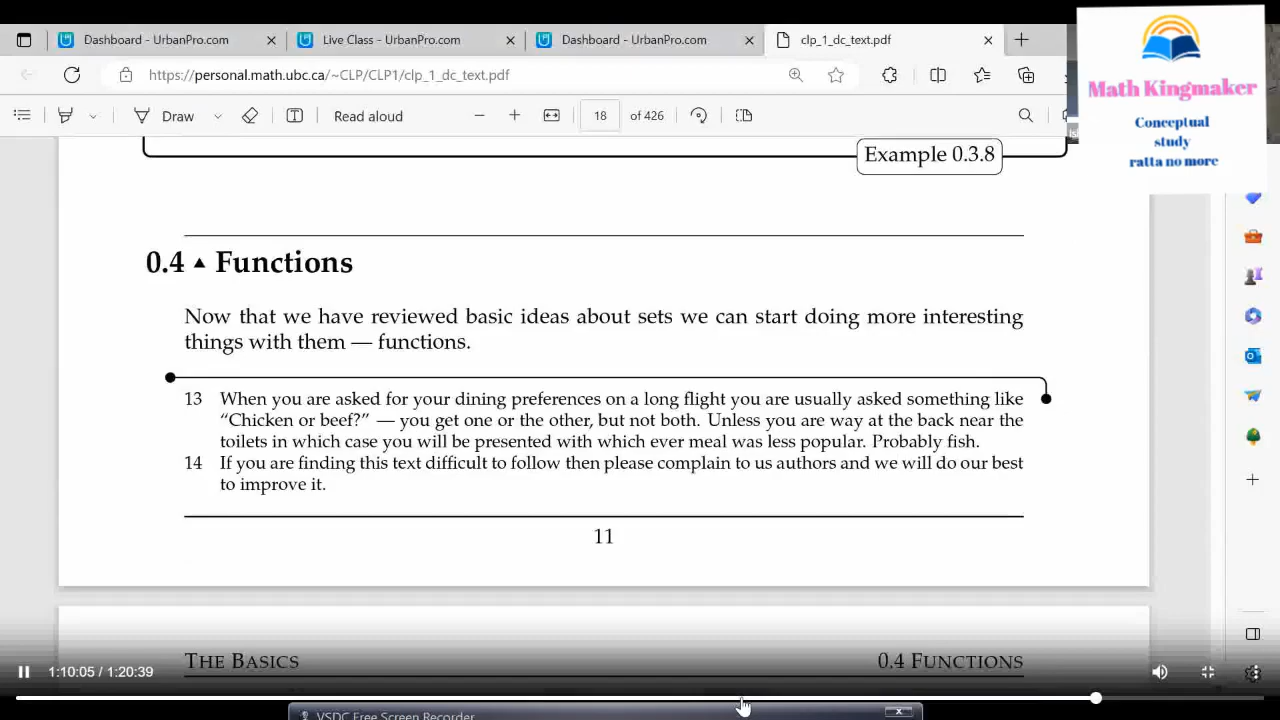 Dashboard - UrbanPro.com
Live Class - UrbanPro.com
Dashboard - UrbanPro.com
clp_1_dc_text.pdf
https://personal.math.ubc.ca/~CLP/CLP1/clp_1_dc_text.pdf
Draw
Read aloud
18 of 426
Math Kingmaker
Conceptual
study
ratta no more
Example 0.3.8
0.4 ▲ Functions
Now that we have reviewed basic ideas about sets we can start doing more interesting
things with them — functions.
13 When you are asked for your dining preferences on a long flight you are usually asked something like
“Chicken or beef?” — you get one or the other, but not both. Unless you are way at the back near the
toilets in which case you will be presented with which ever meal was less popular. Probably fish.
14 If you are finding this text difficult to follow then please complain to us authors and we will do our best
to improve it.
11
THE BASICS
0.4 FUNCTIONS
1:10:05 / 1:20:39
VSDC Free Screen Recorder